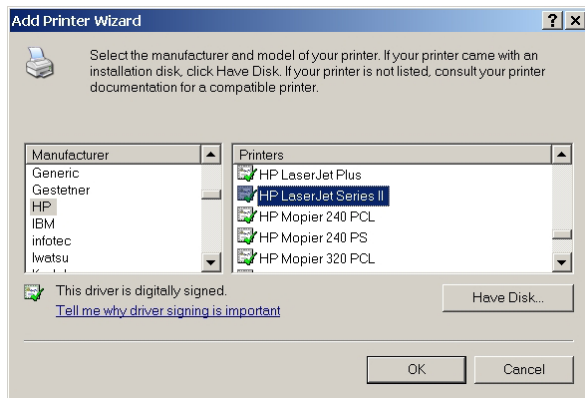 Add Printer Wizard
Select the manufacturer and model of your printer. If your printer came with an
installation disk, click Have Disk. If your printer is not listed, consult your printer
documentation for a compatible printer.
Manufacturer
Generic
Gestetner
HP
IBM
infotec
Iwatsu
Printers
HP LaserJet Plus
HP LaserJet Series II
HP Mopier 240 PCL
HP Mopier 240 PS
HP Mopier 320 PCL
This driver is digitally signed.
Tell me why driver signing is important
Have Disk...
OK
Cancel